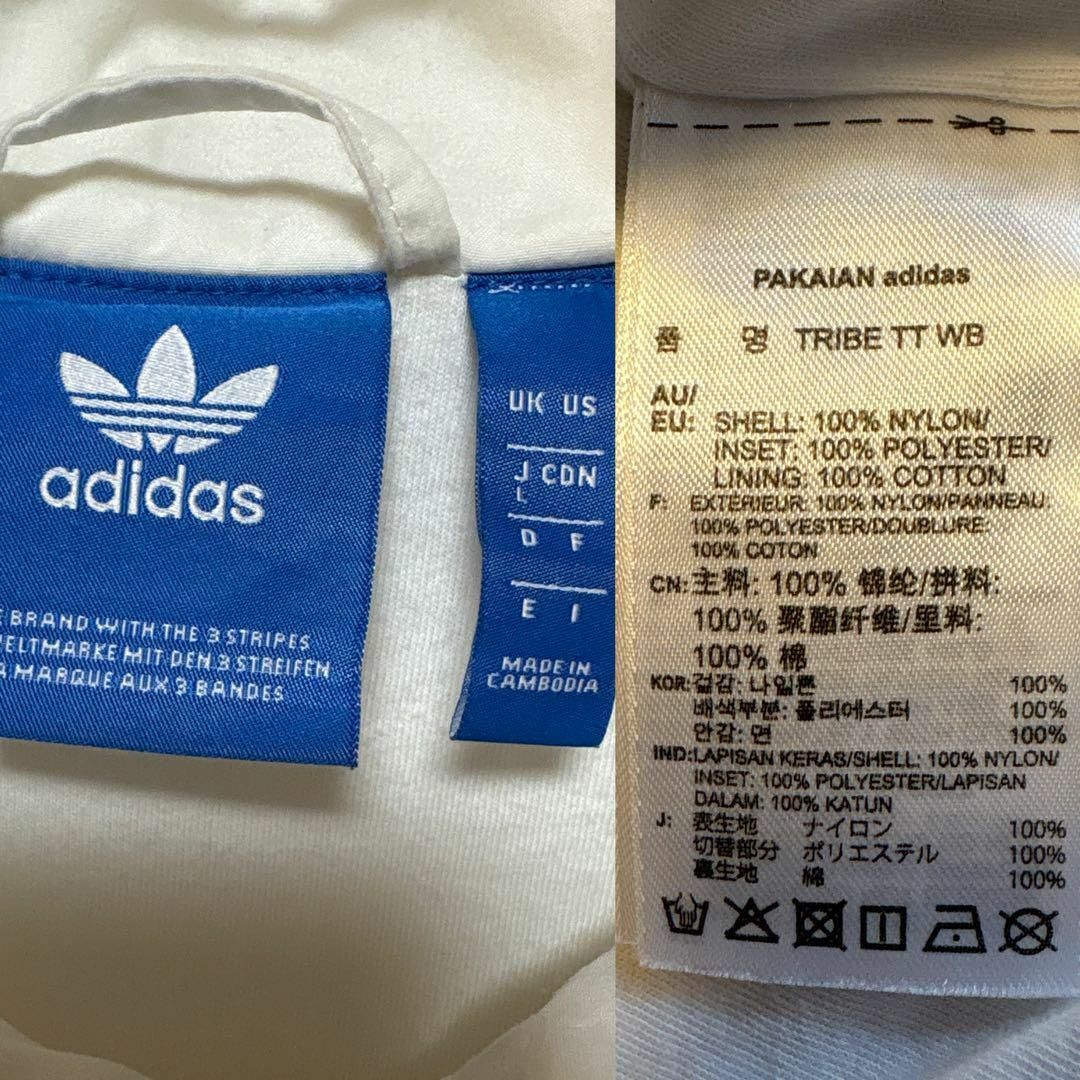 adidas
BRAND WITH THE 3 STRIPES
ELTMARKE MIT DEN 3 STREIFEN
A MARQUE AUX 3 BANDES
UK US
J CDN
L
D F
E I
MADE IN
CAMBODIA
PAKAIAN adidas
품 명 TRIBE TT WB
AU/
EU: SHELL: 100% NYLON/
INSET: 100% POLYESTER/
LINING: 100% COTTON
F: EXTÉRIEUR: 100% NYLON/PANNEAU:
100% POLYESTER/DOUBLURE:
100% COTON
CN: 主料: 100% 锦纶/拼料:
100% 聚酯纤维/里料:
100% 棉
KOR: 겉감: 나일론 100%
배색부분: 폴리에스터 100%
안감: 면 100%
IND: LAPISAN KERAS/SHELL: 100% NYLON/
INSET: 100% POLYESTER/LAPISAN
DALAM: 100% KATUN
J: 表生地 ナイロン 100%
切替部分 ポリエステル 100%
裏生地 綿 100%